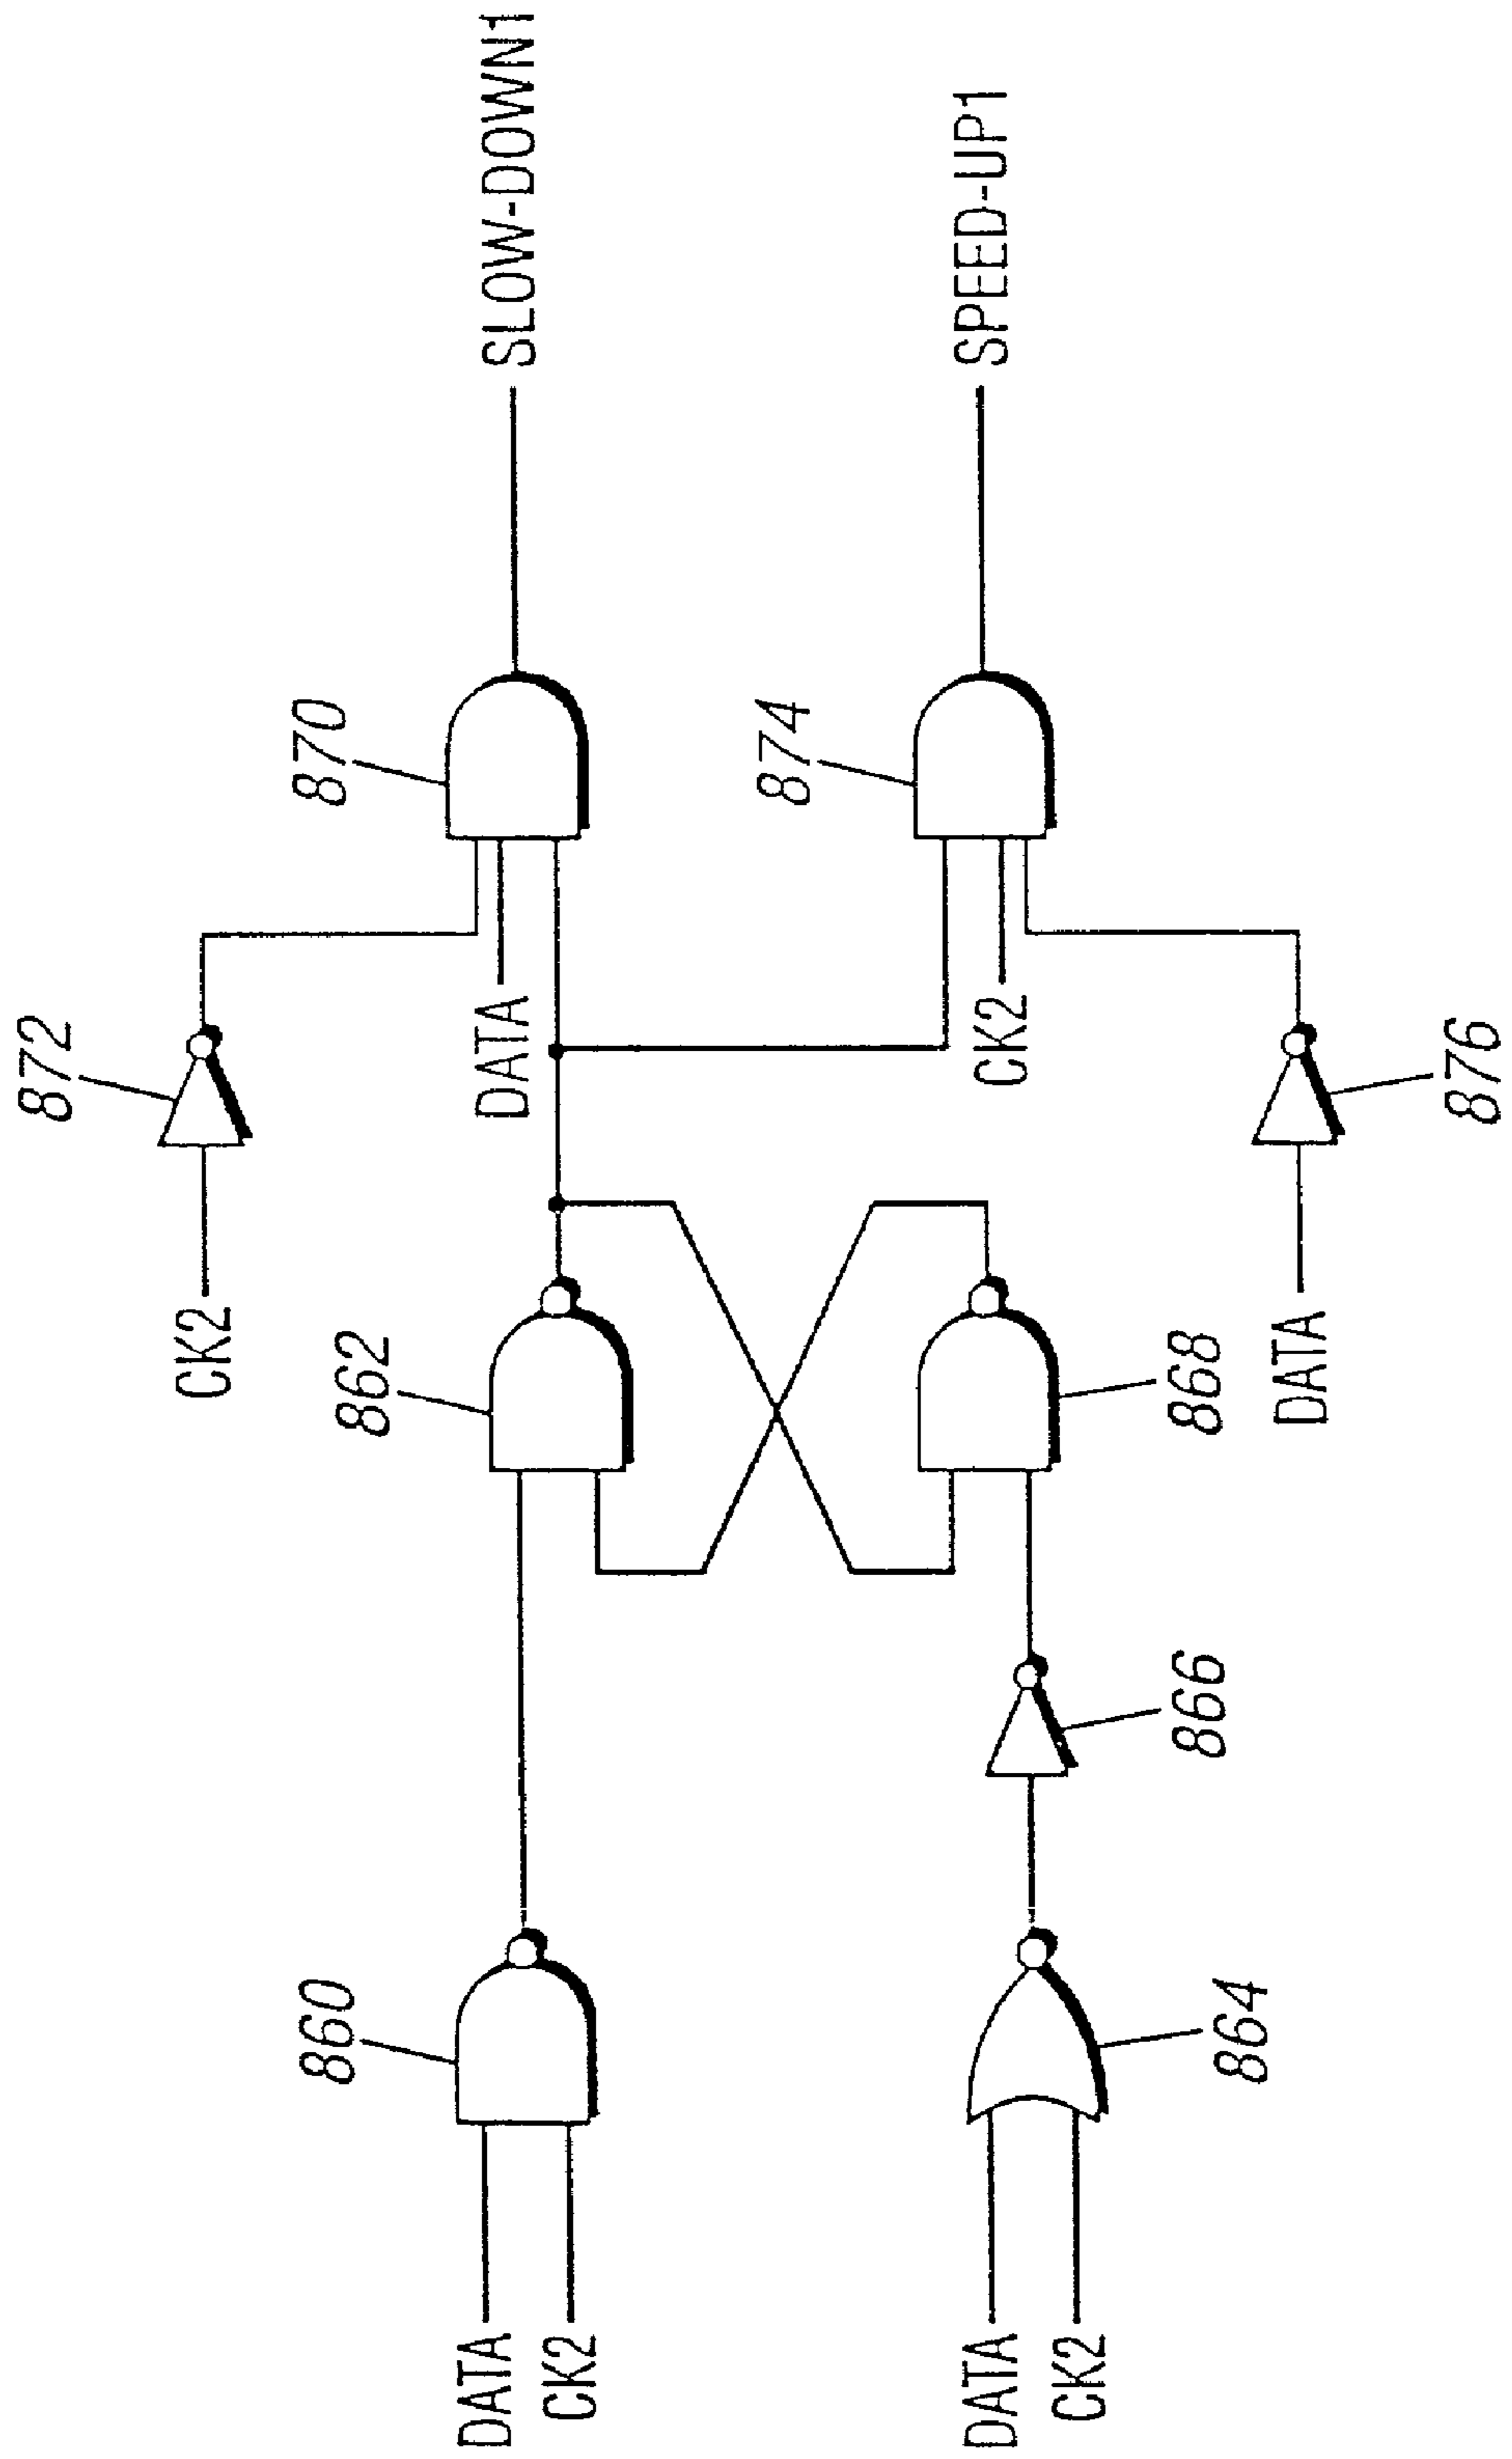 CK2
872
870
SLOW-DOWN1
DATA
862
860
DATA
CK2
874
SPEED-UP1
CK2
868
866
864
DATA
CK2
DATA
876